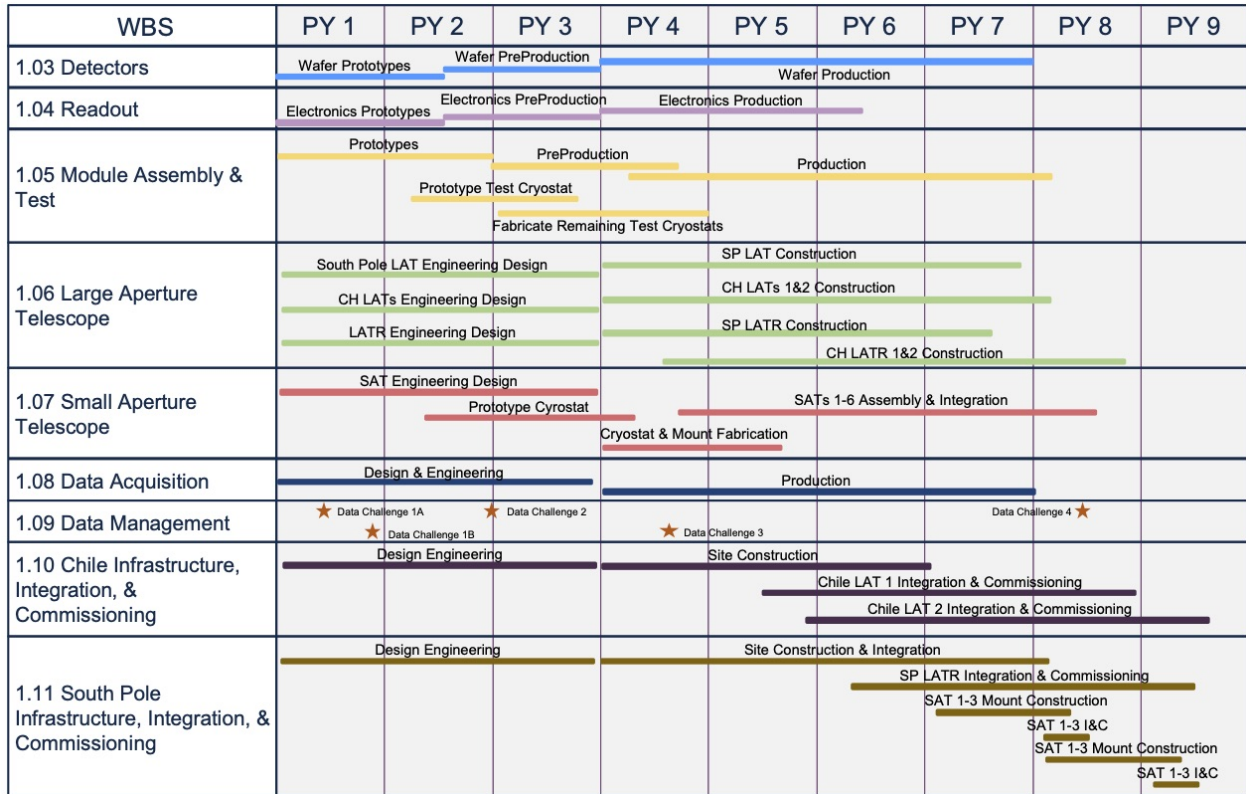 WBS PY 1 PY 2 PY 3 PY 4 PY 5 PY 6 PY 7 PY 8 PY 9
1.03 Detectors
Wafer Prototypes
Wafer PreProduction
Wafer Production
1.04 Readout
Electronics Prototypes
Electronics PreProduction
Electronics Production
1.05 Module Assembly &
Test
Prototypes
PreProduction
Production
Prototype Test Cryostat
Fabricate Remaining Test Cryostats
1.06 Large Aperture
Telescope
South Pole LAT Engineering Design
SP LAT Construction
CH LATs Engineering Design
CH LATs 1&2 Construction
LATR Engineering Design
SP LATR Construction
CH LATR 1&2 Construction
1.07 Small Aperture
Telescope
SAT Engineering Design
Prototype Cyrostat
SATs 1-6 Assembly & Integration
Cryostat & Mount Fabrication
1.08 Data Acquisition
Design & Engineering
Production
1.09 Data Management
Data Challenge 1A
Data Challenge 1B
Data Challenge 2
Data Challenge 3
Data Challenge 4
1.10 Chile Infrastructure,
Integration, &
Commissioning
Design Engineering
Site Construction
Chile LAT 1 Integration & Commissioning
Chile LAT 2 Integration & Commissioning
1.11 South Pole
Infrastructure, Integration, &
Commissioning
Design Engineering
Site Construction & Integration
SP LATR Integration & Commissioning
SAT 1-3 Mount Construction
SAT 1-3 I&C
SAT 1-3 Mount Construction
SAT 1-3 I&C